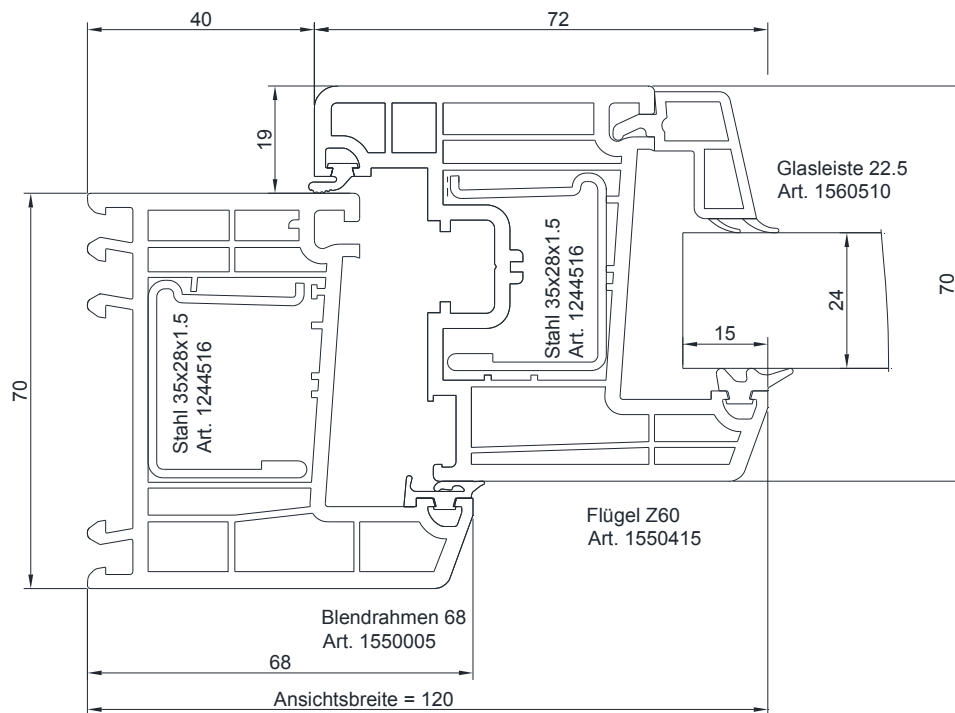 40
72
19
Glasleiste 22.5
Art. 1560510
Stahl 35x28x1.5
Art. 1244516
24
70
15
Stahl 35x28x1.5
Art. 1244516
70
Flügel Z60
Art. 1550415
Blendrahmen 68
Art. 1550005
68
Ansichtsbreite = 120